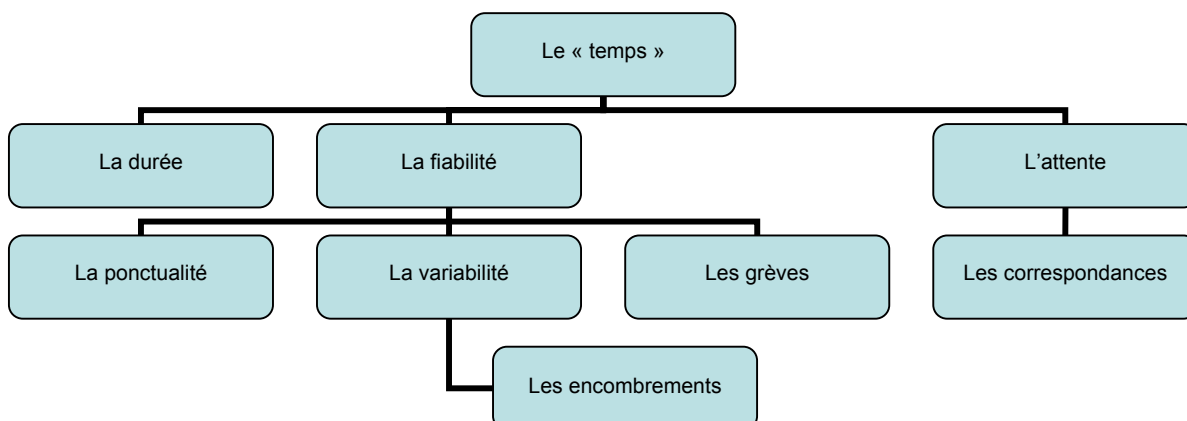 Le « temps »
La durée
La fiabilité
L'attente
La ponctualité
La variabilité
Les grèves
Les correspondances
Les encombrements